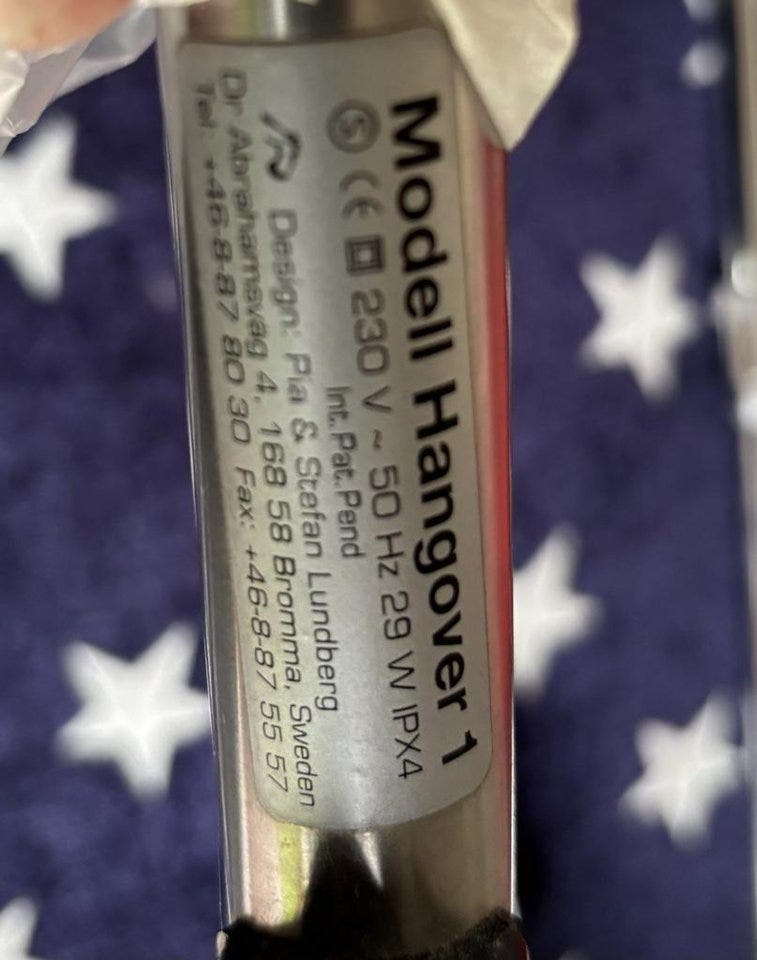 Modell Hangover 1
S CE 230 V ~ 50 Hz 29 W IPX4
Int. Pat. Pend
Design: Pia & Stefan Lundberg
Dr Abrahamsväg 4, 168 58 Bromma, Sweden
Tel: +46-8-87 80 30 Fax: +46-8-87 55 57